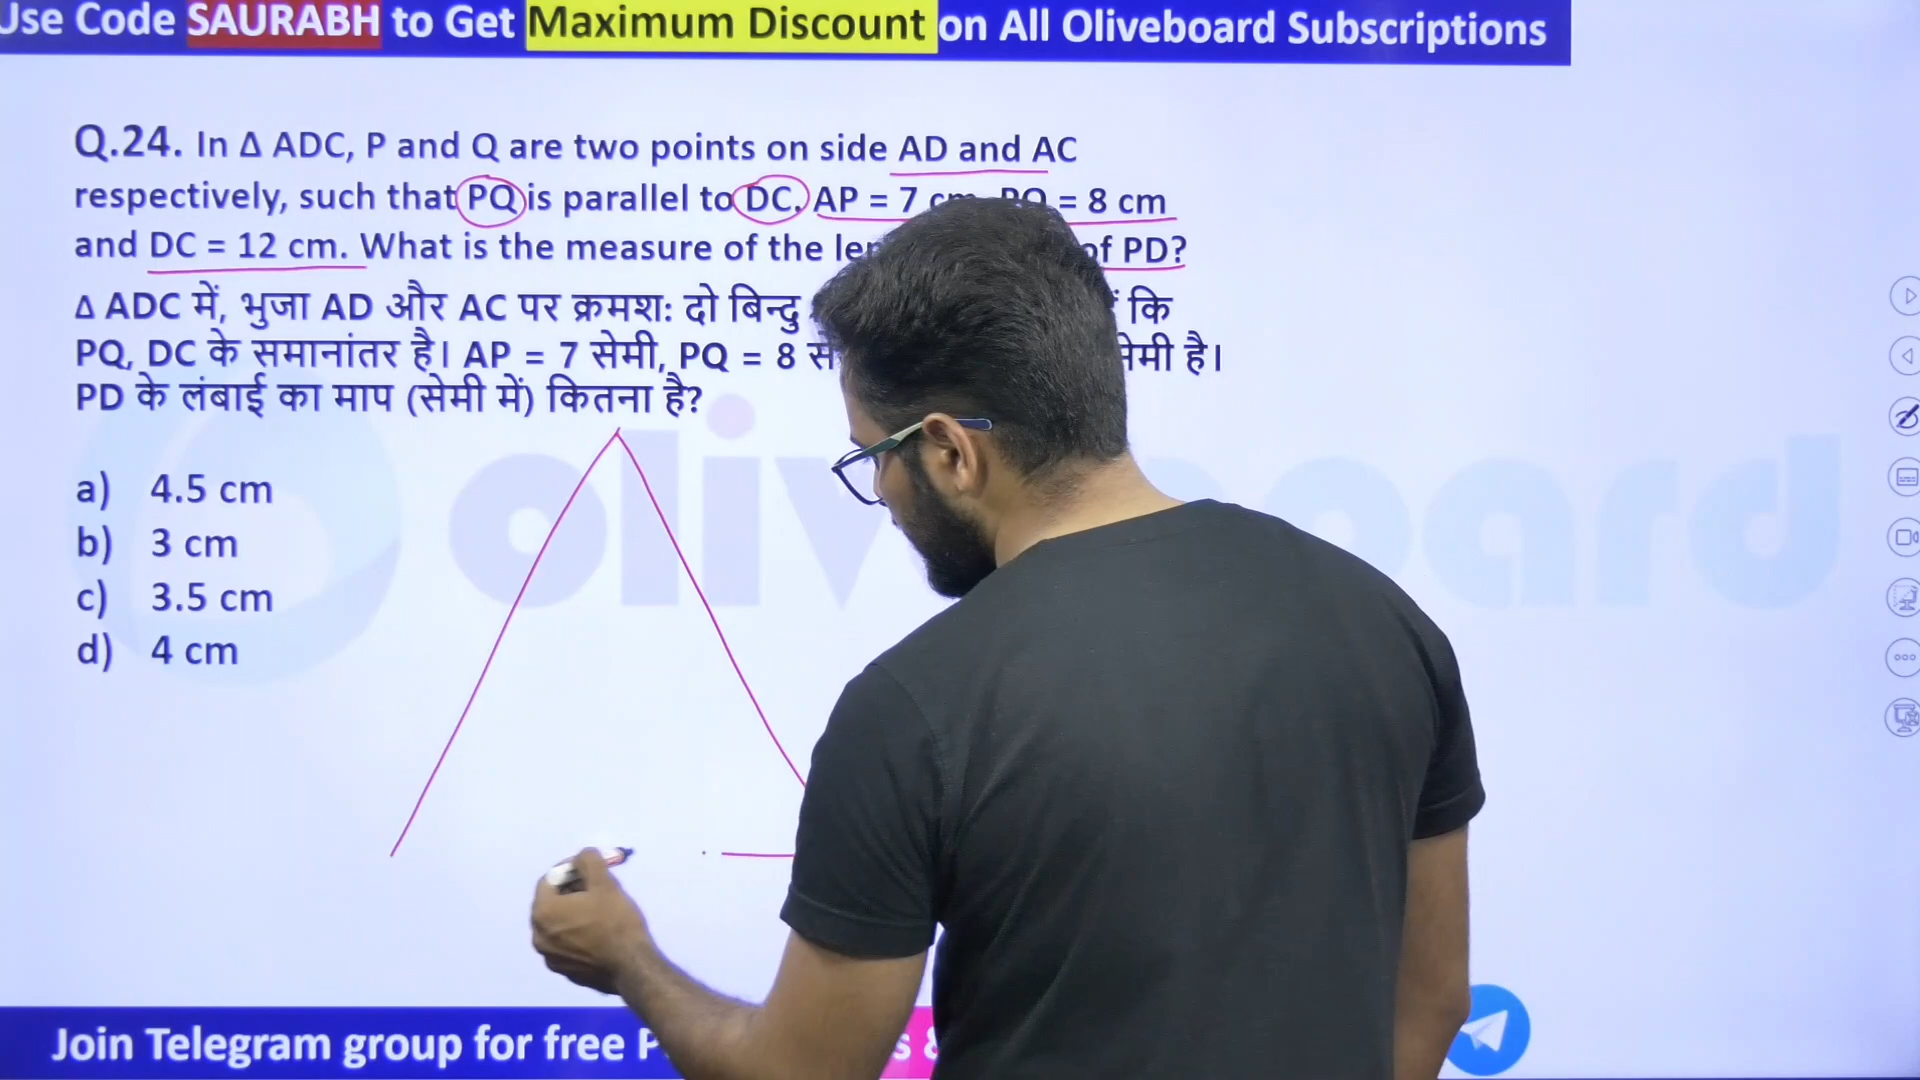 Use Code SAURABH to Get Maximum Discount on All Oliveboard Subscriptions
Q.24. In Δ ADC, P and Q are two points on side AD and AC
respectively, such that PQ is parallel to DC. AP = 7 = 8 cm
and DC = 12 cm. What is the measure of the of PD?
Δ ADC में, भुजा AD और AC पर क्रमशः दो बिन्दु कि
PQ, DC के समानांतर है। AP = 7 सेमी, PQ = 8 है।
PD के लंबाई का माप (सेमी में) कितना है?
a) 4.5 cm
b) 3 cm
c) 3.5 cm
d) 4 cm
Join Telegram group for free